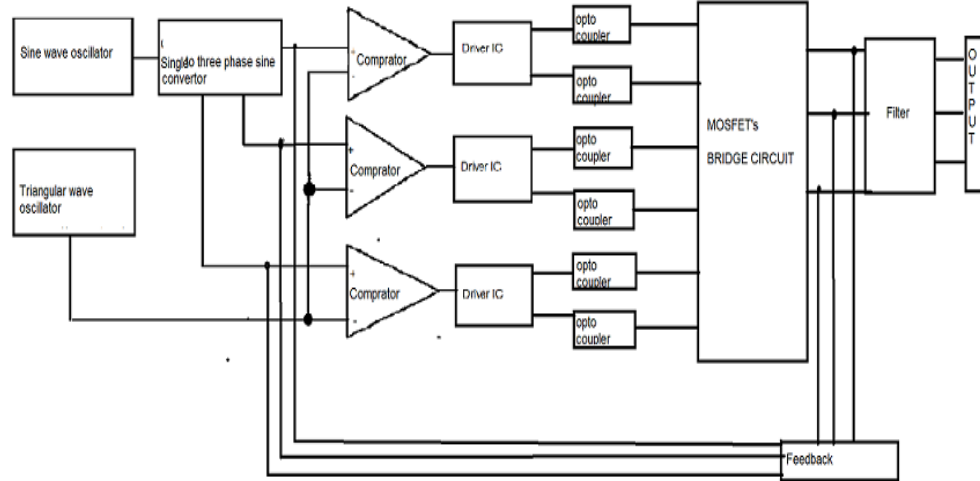 Sine wave oscillator
Single to three phase sine
convertor
Triangular wave
oscillator
+
-
Comprator
+
-
Comprator
+
-
Comprator
Driver IC
Driver IC
Driver IC
opto
coupler
opto
coupler
opto
coupler
opto
coupler
opto
coupler
opto
coupler
MOSFET's
BRIDGE CIRCUIT
Filter
OUTPUT
Feedback